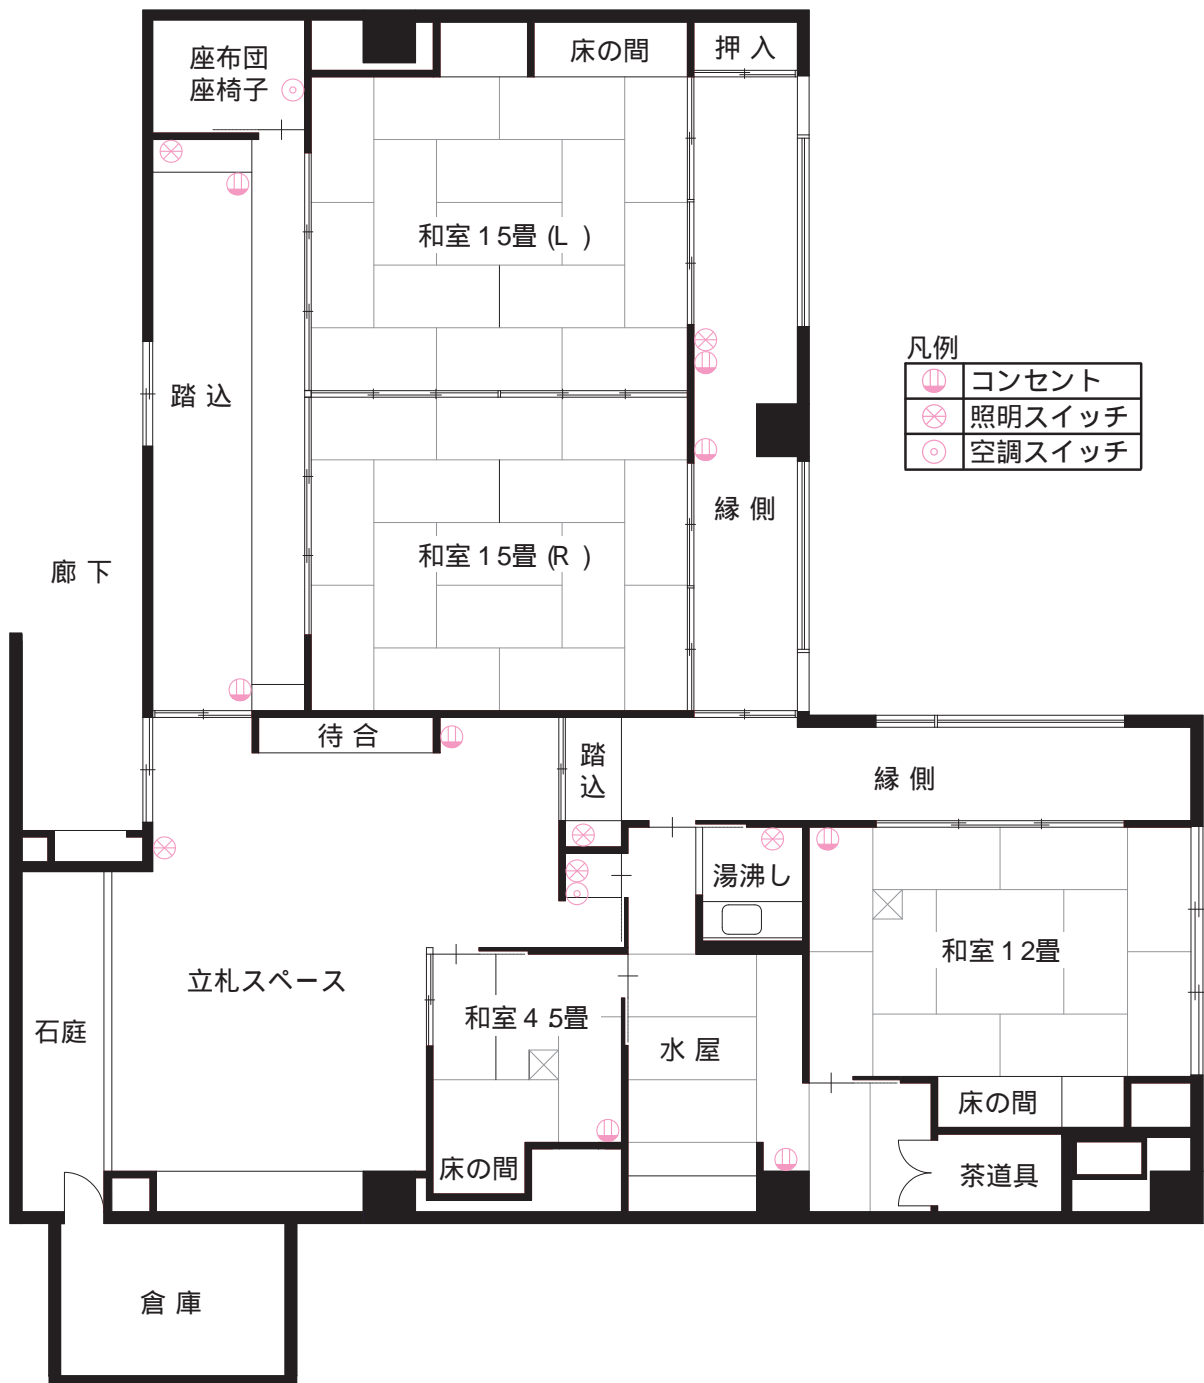 座布団
座椅子
床の間
押入
和室15畳(L)
凡例
コンセント
照明スイッチ
空調スイッチ
踏込
縁側
和室15畳(R)
廊下
待合
踏
込
縁側
湯沸し
和室12畳
立札スペース
和室4.5畳
石庭
水屋
床の間
床の間
茶道具
倉庫